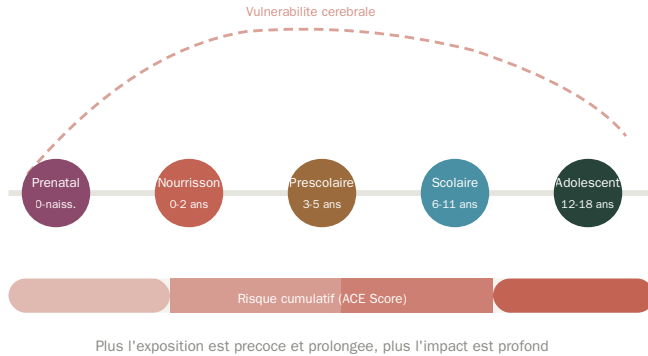 Vulnerabilite cerebrale
Prenatal
0-naiss.
Nourrisson
0-2 ans
Prescolaire
3-5 ans
Scolaire
6-11 ans
Adolescent
12-18 ans
Risque cumulatif (ACE Score)
Plus l'exposition est precoce et prolongee, plus l'impact est profond